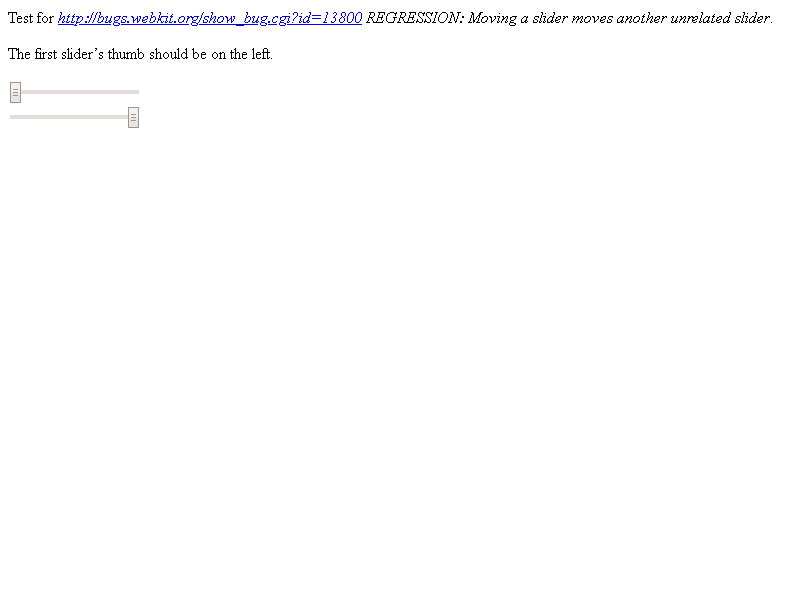 Test for http://bugs.webkit.org/show_bug.cgi?id=13800 REGRESSION: Moving a slider moves another unrelated slider.
The first slider’s thumb should be on the left.